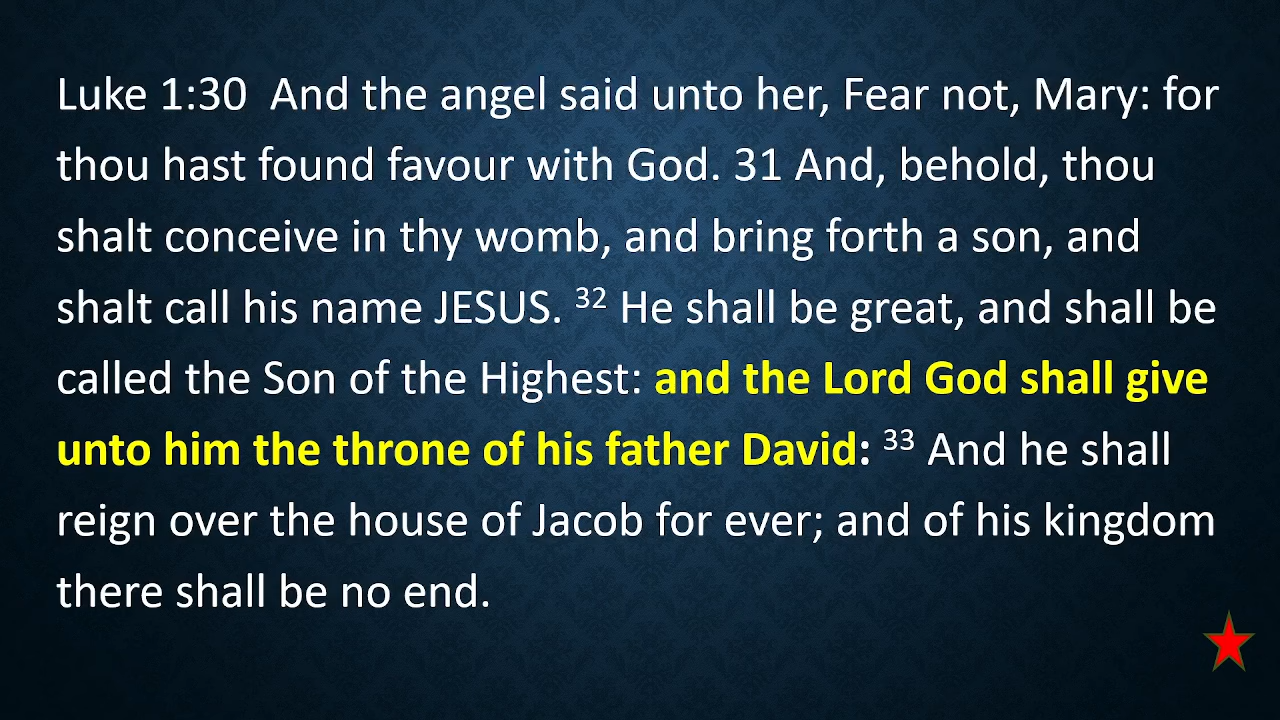 Luke 1:30  And the angel said unto her, Fear not, Mary: for
thou hast found favour with God. 31 And, behold, thou
shalt conceive in thy womb, and bring forth a son, and
shalt call his name JESUS. 32 He shall be great, and shall be
called the Son of the Highest: and the Lord God shall give
unto him the throne of his father David: 33 And he shall
reign over the house of Jacob for ever; and of his kingdom
there shall be no end.